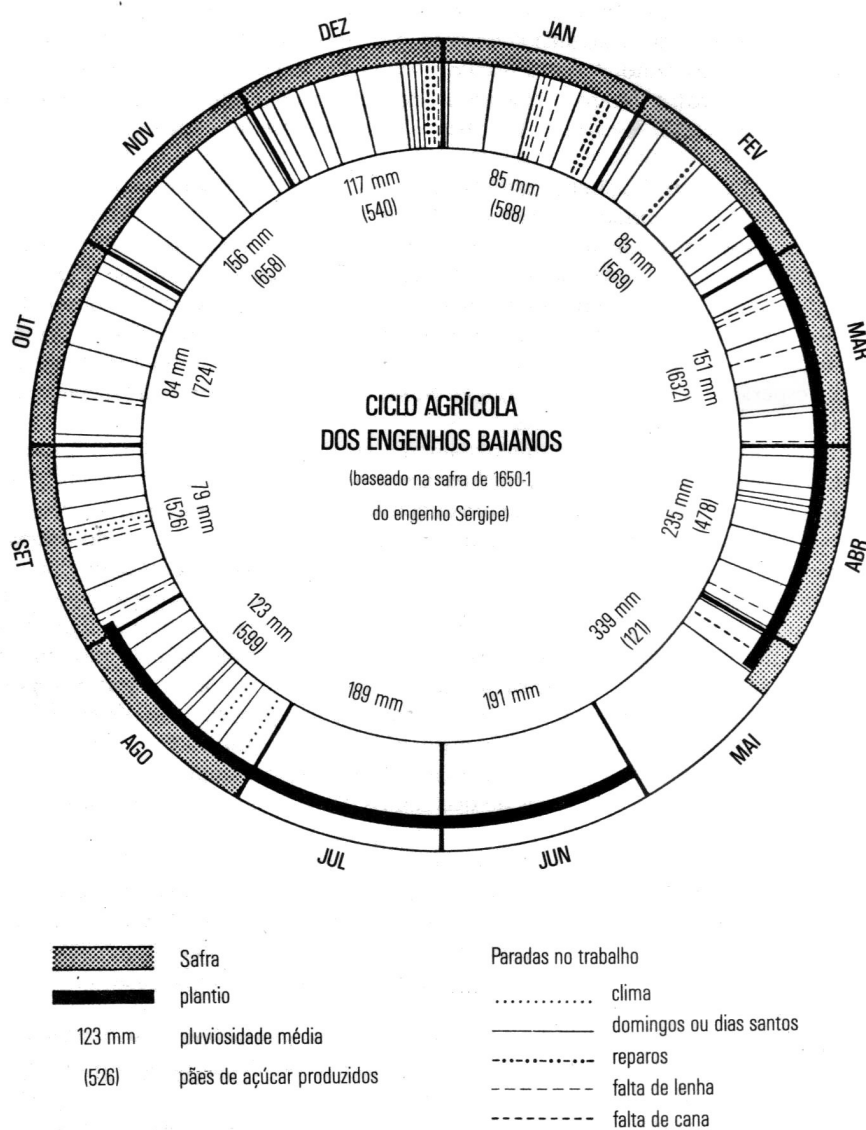 DEZ
JAN
NOV
FEV
OUT
MAR
SET
ABR
AGO
MAI
JUL
JUN
117 mm
(540)
85 mm
(588)
156 mm
(658)
85 mm
(569)
84 mm
(724)
151 mm
(632)
79 mm
(526)
235 mm
(478)
123 mm
(599)
339 mm
(121)
189 mm
191 mm
CICLO AGRÍCOLA
DOS ENGENHOS BAIANOS
(baseado na safra de 1650-1
do engenho Sergipe)
Safra
plantio
123 mm pluviosidade média
(526) pães de açúcar produzidos
Paradas no trabalho
clima
domingos ou dias santos
reparos
falta de lenha
falta de cana